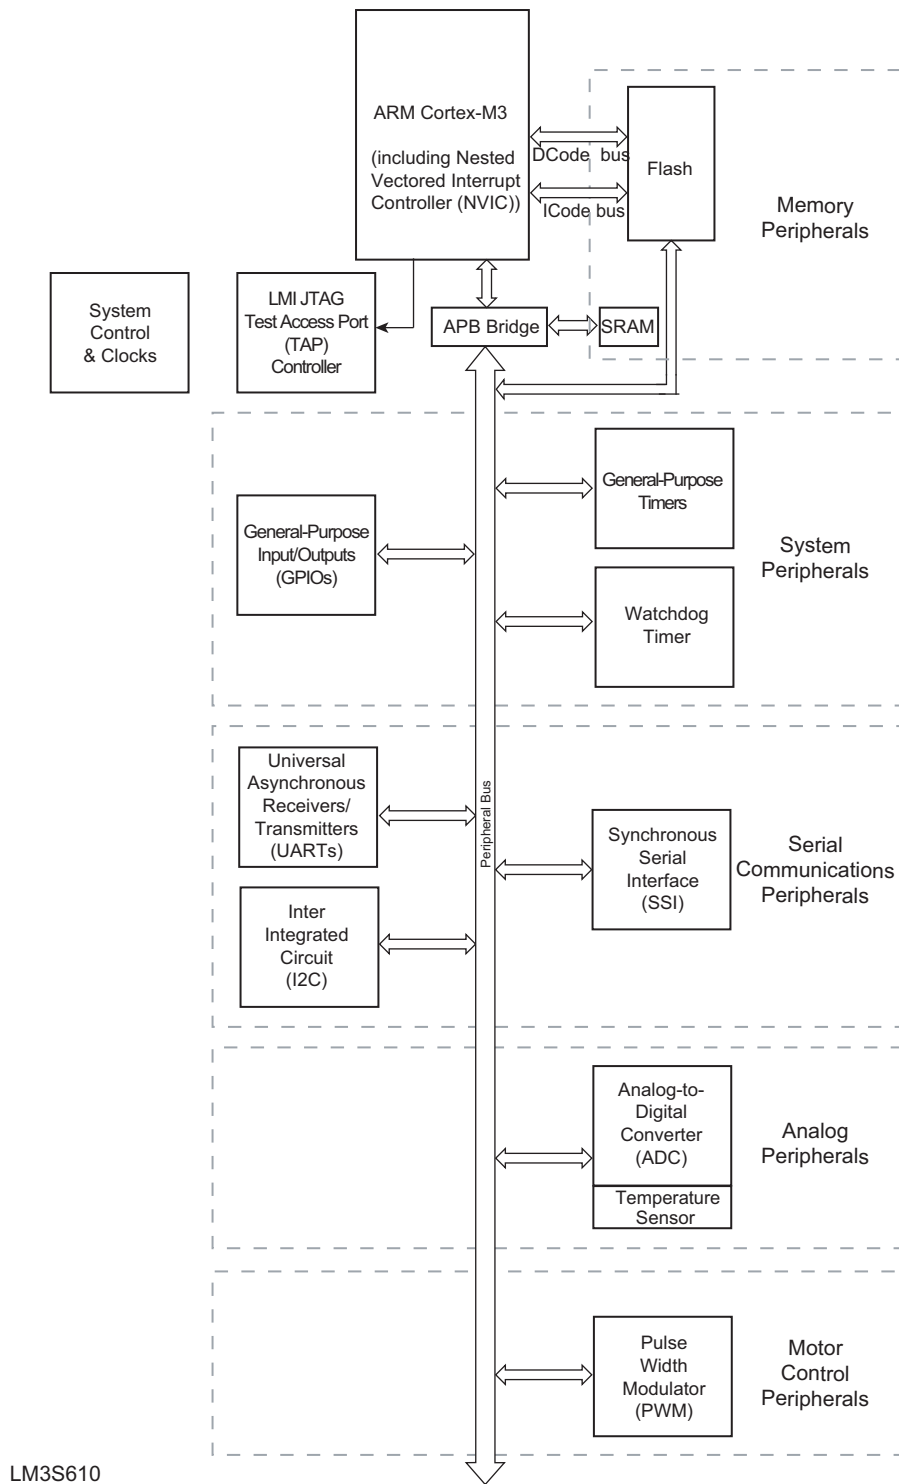 ARM Cortex-M3
(including Nested
Vectored Interrupt
Controller (NVIC))
DCode bus
ICode bus
Flash
Memory
Peripherals
System
Control
& Clocks
LMI JTAG
Test Access Port
(TAP)
Controller
APB Bridge
SRAM
General-Purpose
Timers
General-Purpose
Input/Outputs
(GPIOs)
System
Peripherals
Watchdog
Timer
Universal
Asynchronous
Receivers/
Transmitters
(UARTs)
Peripheral Bus
Synchronous
Serial
Interface
(SSI)
Serial
Communications
Peripherals
Inter
Integrated
Circuit
(I2C)
Analog-to-
Digital
Converter
(ADC)
Temperature
Sensor
Analog
Peripherals
Pulse
Width
Modulator
(PWM)
Motor
Control
Peripherals
LM3S610